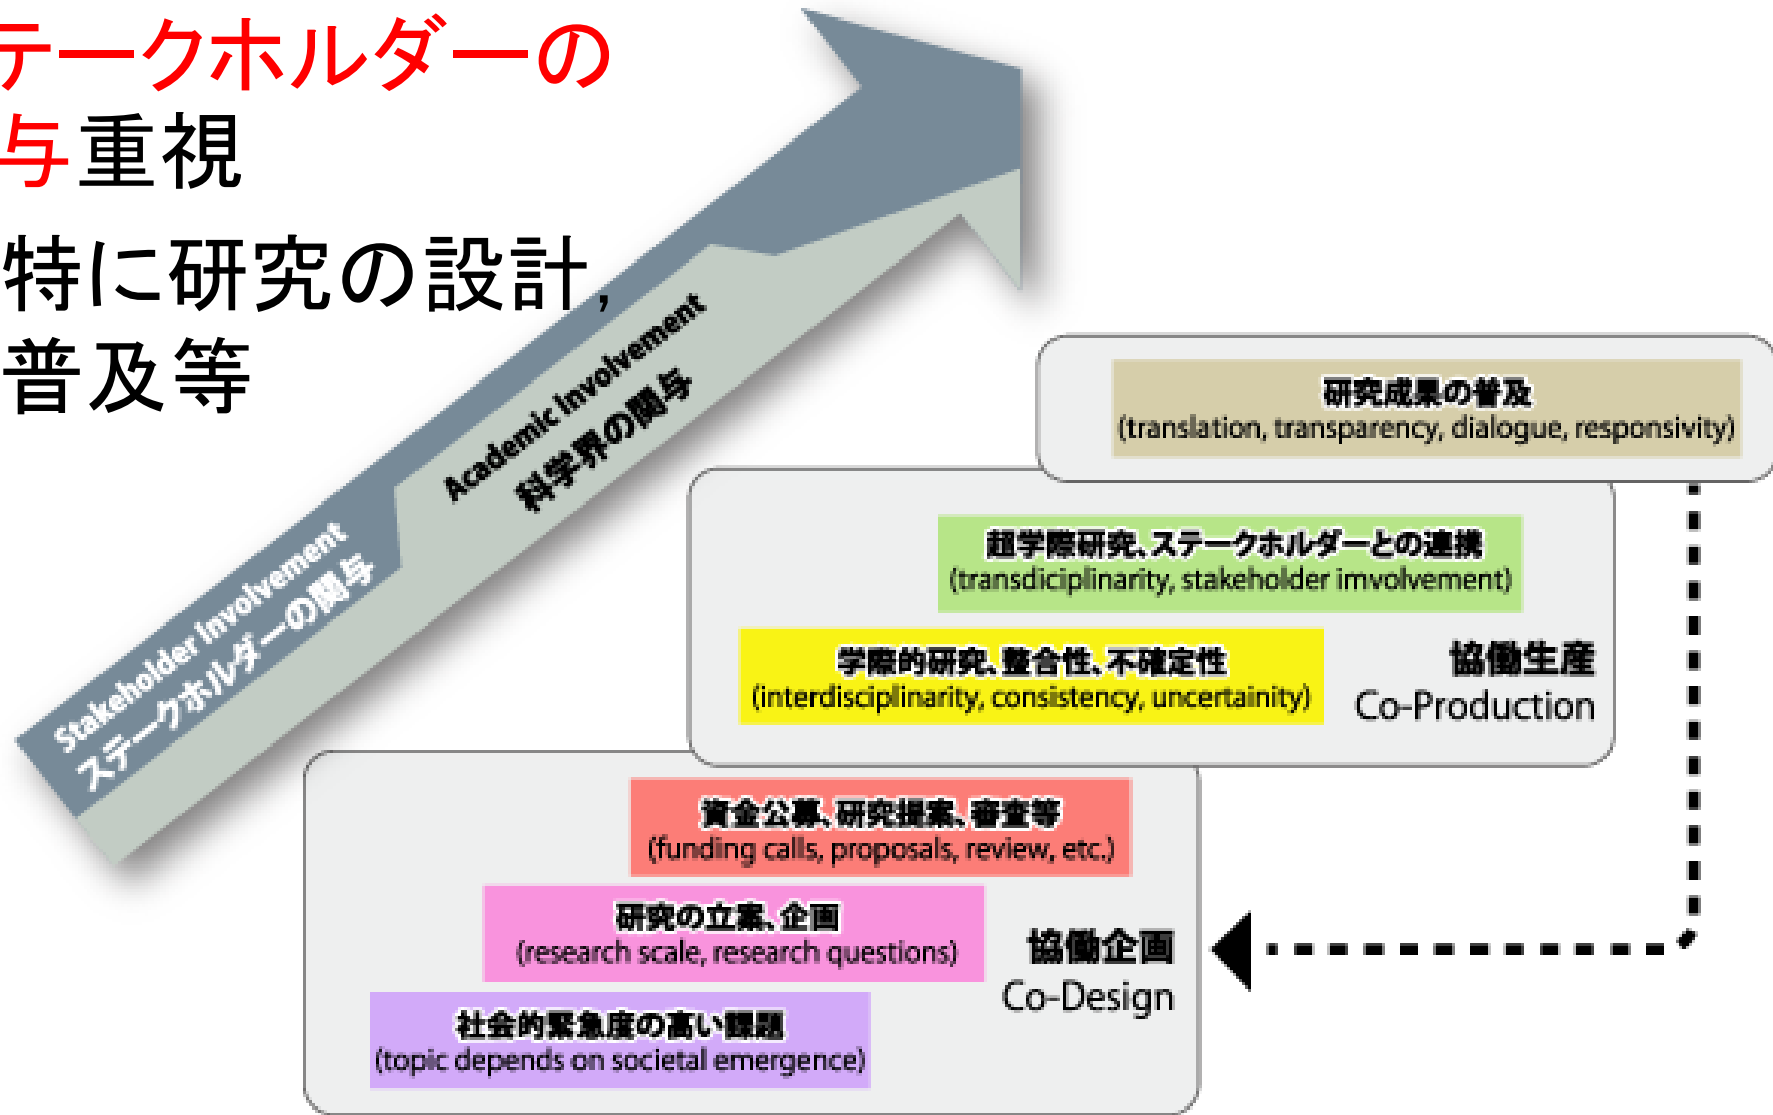 テークホルダーの
与重視
特に研究の設計,
普及等
Stakeholder Involvement
ステークホルダーの関与
Academic Involvement
科学界の関与
研究成果の普及
(translation, transparency, dialogue, responsivity)
超学際研究、ステークホルダーとの連携
(transdiciplinarity, stakeholder imvolvement)
学際的研究、整合性、不確定性
(interdisciplinarity, consistency, uncertainity)
協働生産
Co-Production
資金公募、研究提案、審査等
(funding calls, proposals, review, etc.)
研究の立案、企画
(research scale, research questions)
協働企画
Co-Design
社会的緊急度の高い課題
(topic depends on societal emergence)